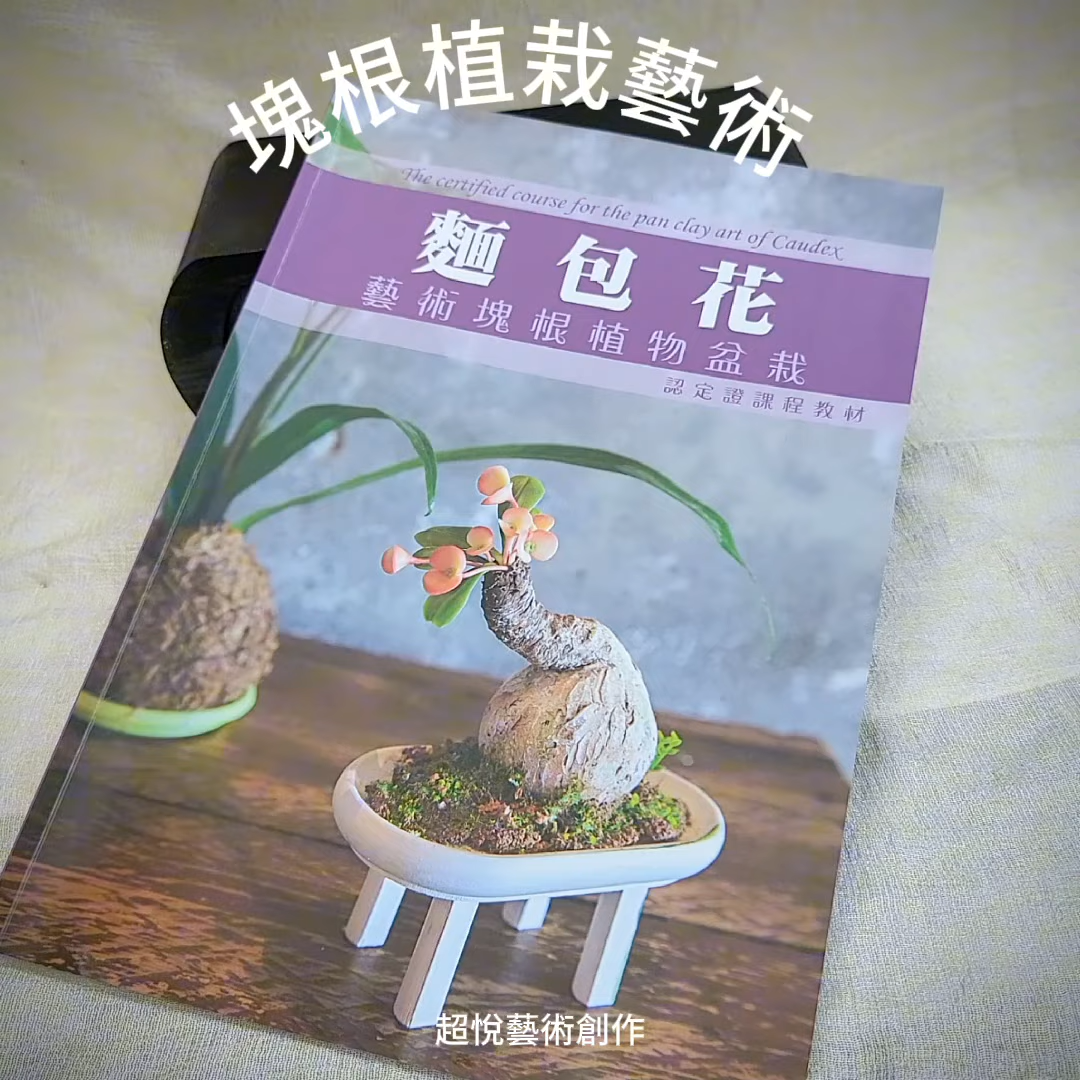 塊根植栽藝術
The certified course for the pan clay art of Caudex
麵包花
藝術塊根植物盆栽
認定證課程教材
超悅藝術創作